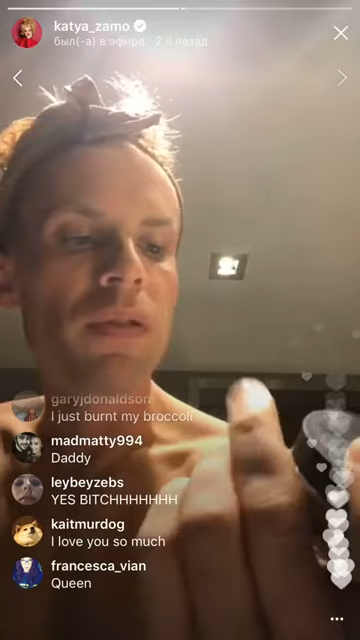 katya_zamo
был(-а) в эфире · 2 ч назад
garyjdonaldson
I just burnt my broccoli
madmatty994
Daddy
leybeyzebs
YES BITCHHHHHHH
kaitmurdog
I love you so much
francesca_vian
Queen